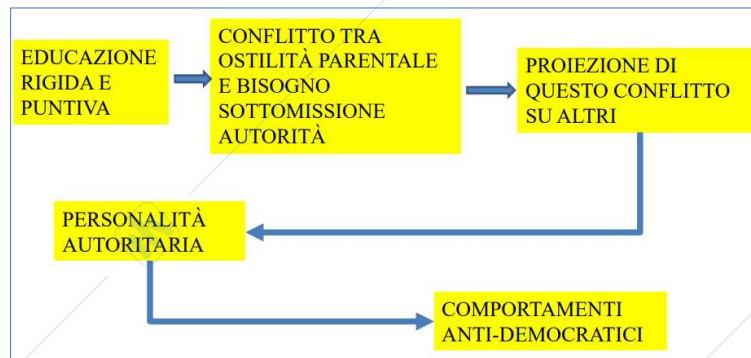 EDUCAZIONE
RIGIDA E
PUNTIVA
CONFLITTO TRA
OSTILITÀ PARENTALE
E BISOGNO
SOTTOMISSIONE
AUTORITÀ
PROIEZIONE DI
QUESTO CONFLITTO
SU ALTRI
PERSONALITÀ
AUTORITARIA
COMPORTAMENTI
ANTI-DEMOCRATICI